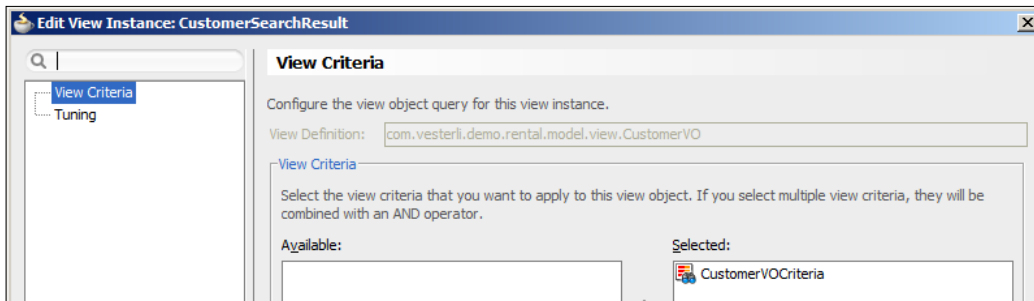 Edit View Instance: CustomerSearchResult
View Criteria
Tuning
View Criteria
Configure the view object query for this view instance.
View Definition: com.vesterli.demo.rental.model.view.CustomerVO
View Criteria
Select the view criteria that you want to apply to this view object. If you select multiple view criteria, they will be
combined with an AND operator.
Available: Selected:
CustomerVOCriteria